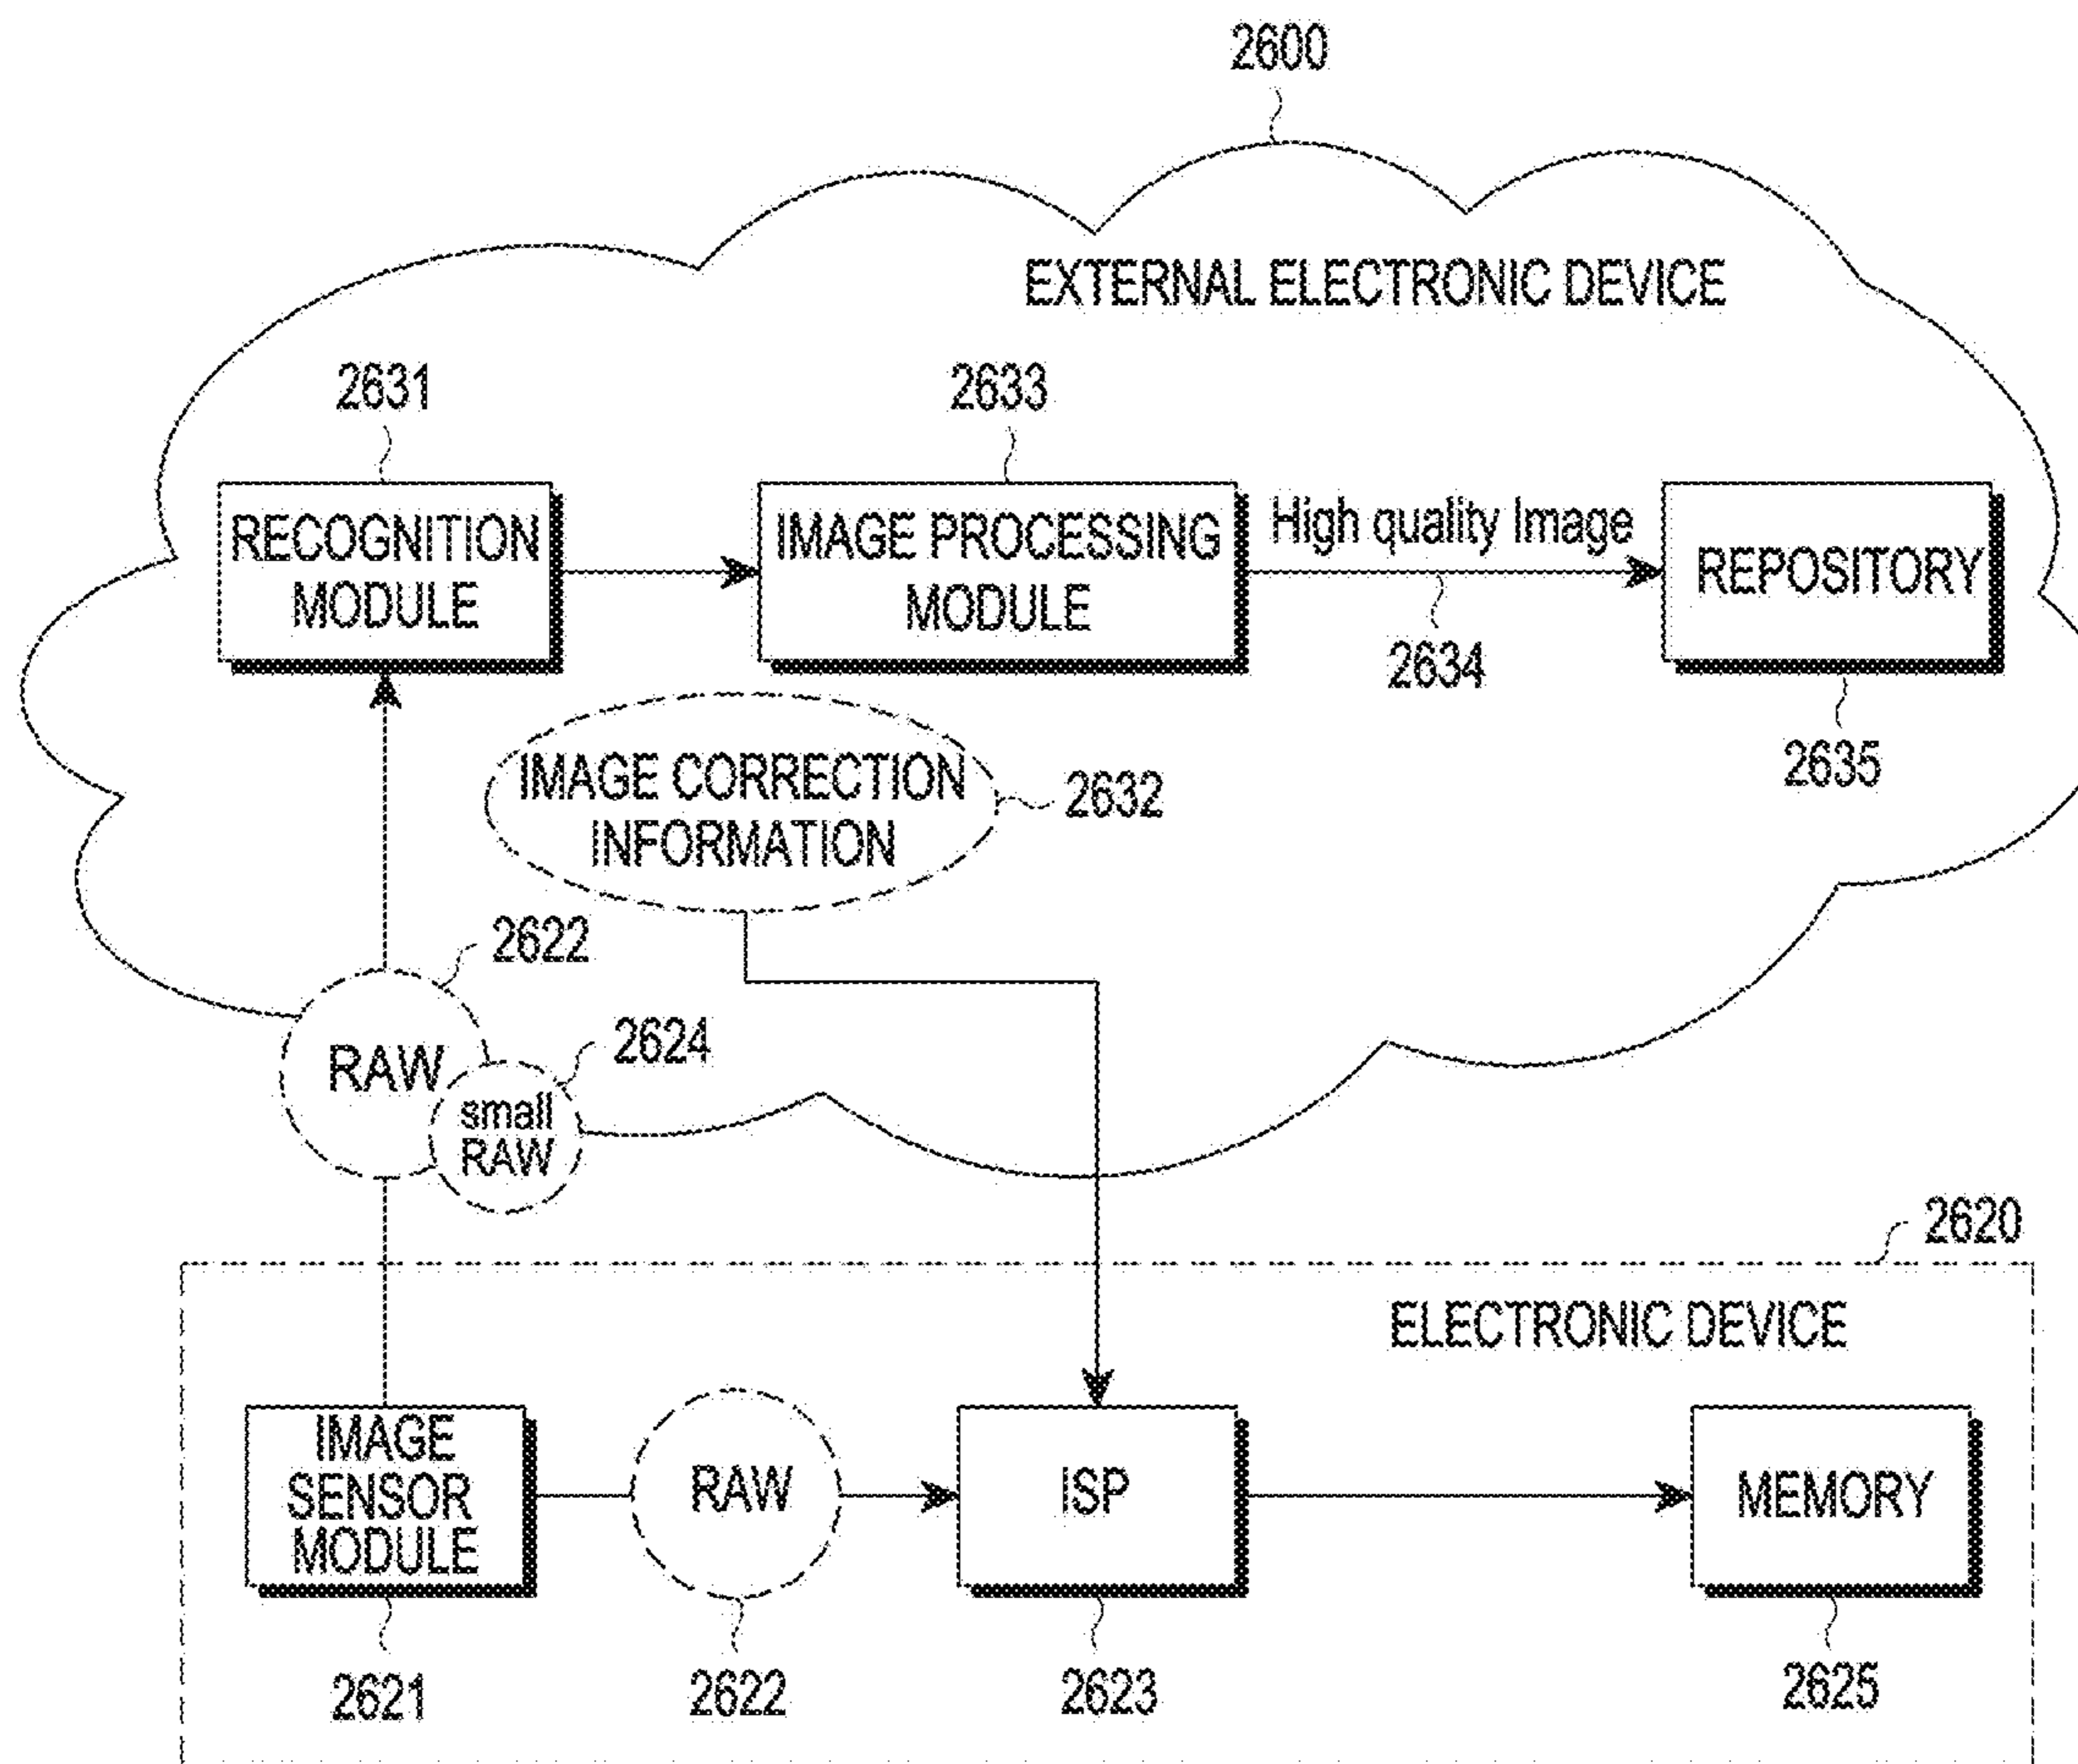 2600
EXTERNAL ELECTRONIC DEVICE
2631
2633
RECOGNITION
MODULE
IMAGE PROCESSING
MODULE
High quality Image
2634
REPOSITORY
2635
IMAGE CORRECTION
INFORMATION
2632
2622
RAW
2624
small
RAW
2620
ELECTRONIC DEVICE
IMAGE
SENSOR
MODULE
RAW
ISP
MEMORY
2621
2622
2623
2625